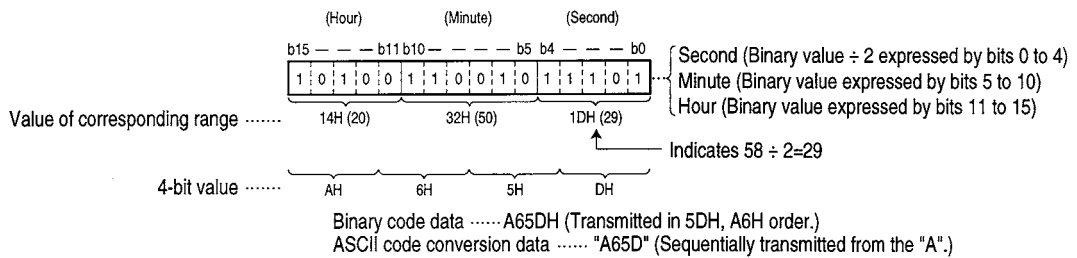 (Hour) (Minute) (Second)
b15 — — — b11 b10 — — — — b5 b4 — — — b0
1 0 1 0 0 1 1 0 0 1 0 1 1 1 0 1
Second (Binary value ÷ 2 expressed by bits 0 to 4)
Minute (Binary value expressed by bits 5 to 10)
Hour (Binary value expressed by bits 11 to 15)
Value of corresponding range ······ 14H (20) 32H (50) 1DH (29)
Indicates 58 ÷ 2=29
4-bit value ······· AH 6H 5H DH
Binary code data ······ A65DH (Transmitted in 5DH, A6H order.)
ASCII code conversion data ······ "A65D" (Sequentially transmitted from the "A".)